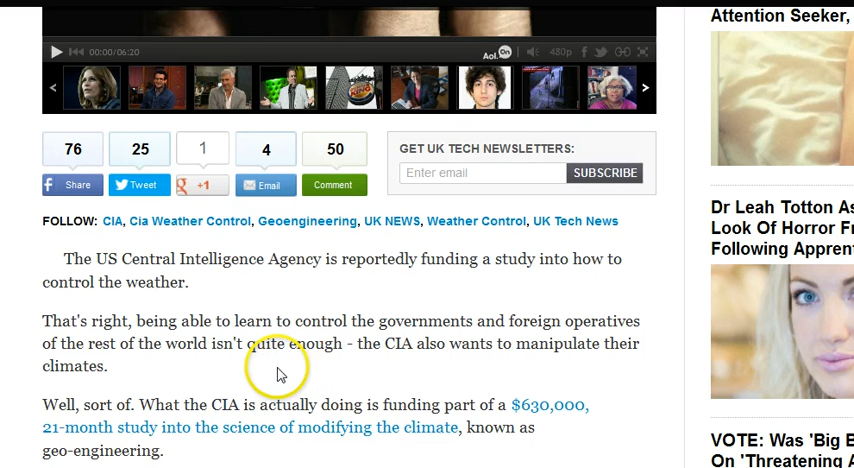 Attention Seeker,
00:00/06:20
Aol. On
480p
76
25
1
4
50
Share
Tweet
+1
Email
Comment
GET UK TECH NEWSLETTERS:
Enter email
SUBSCRIBE
FOLLOW: CIA, Cia Weather Control, Geoengineering, UK NEWS, Weather Control, UK Tech News
The US Central Intelligence Agency is reportedly funding a study into how to
control the weather.
That's right, being able to learn to control the governments and foreign operatives
of the rest of the world isn't quite enough - the CIA also wants to manipulate their
climates.
Well, sort of. What the CIA is actually doing is funding part of a $630,000,
21-month study into the science of modifying the climate, known as
geo-engineering.
Dr Leah Totton As
Look Of Horror Fr
Following Apprent
VOTE: Was 'Big B
On 'Threatening A